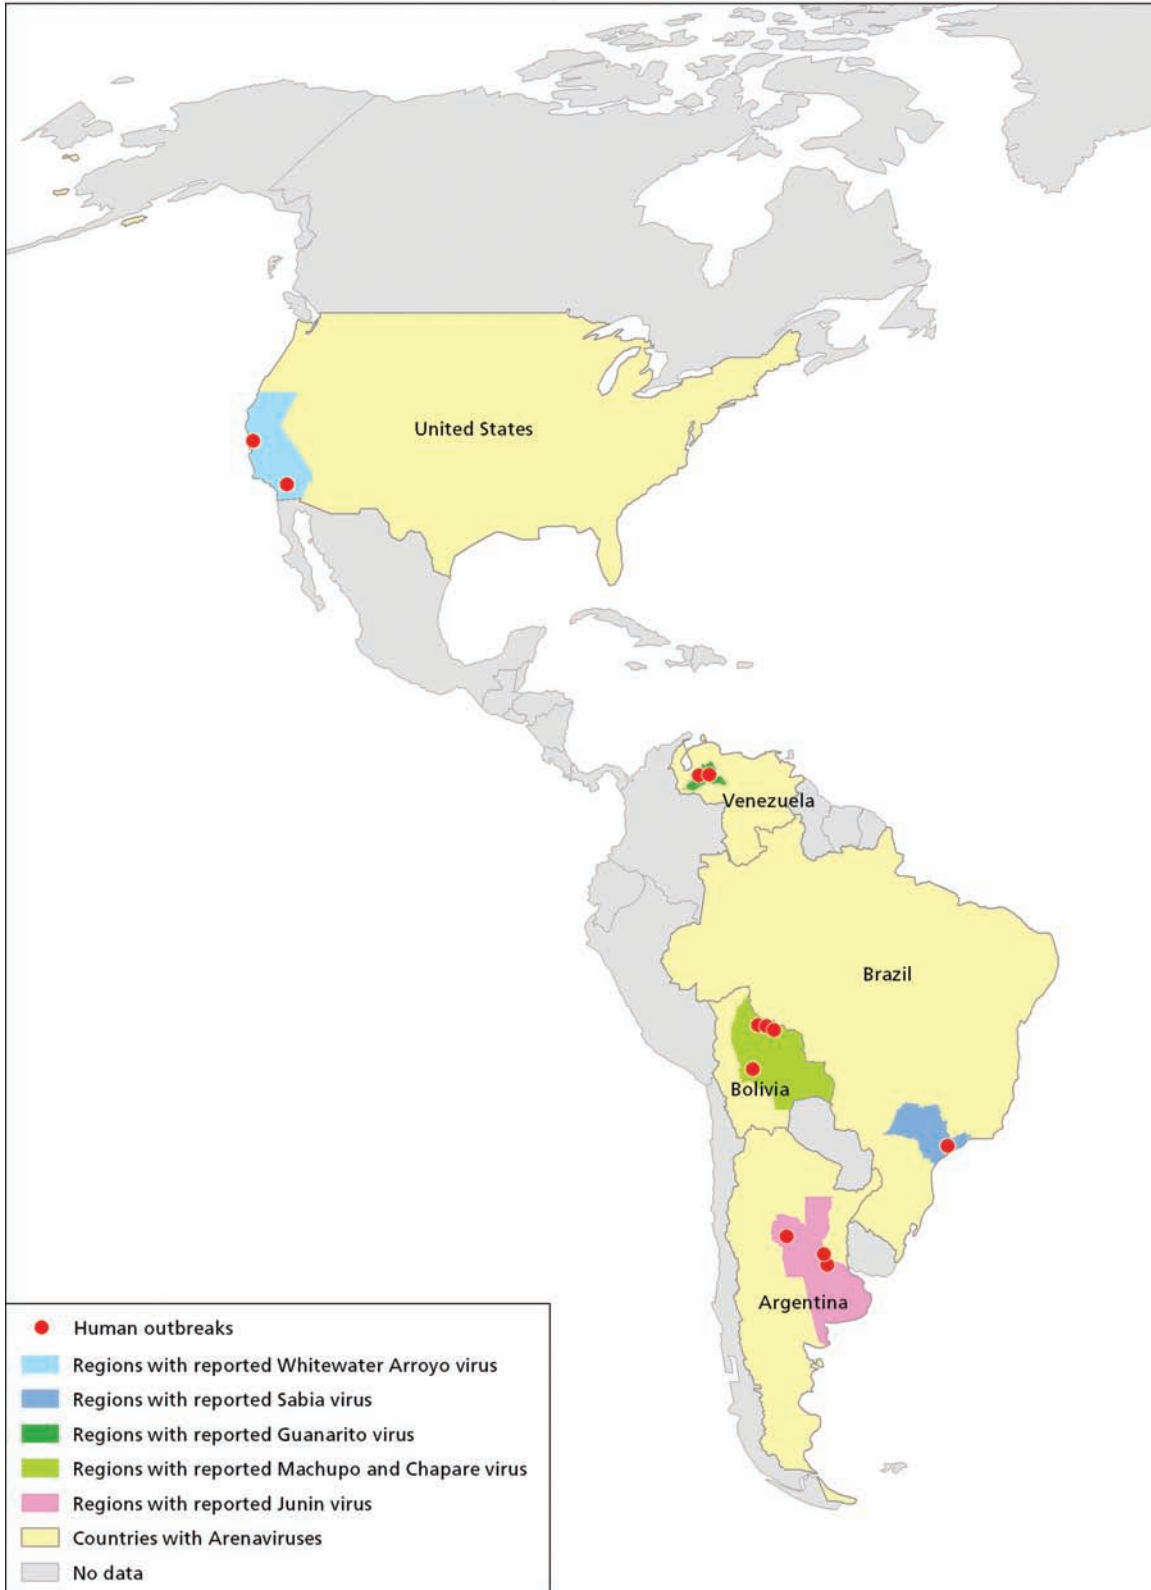 United States
Venezuela
Brazil
Bolivia
Argentina
Human outbreaks
Regions with reported Whitewater Arroyo virus
Regions with reported Sabia virus
Regions with reported Guanarito virus
Regions with reported Machupo and Chapare virus
Regions with reported Junin virus
Countries with Arenaviruses
No data